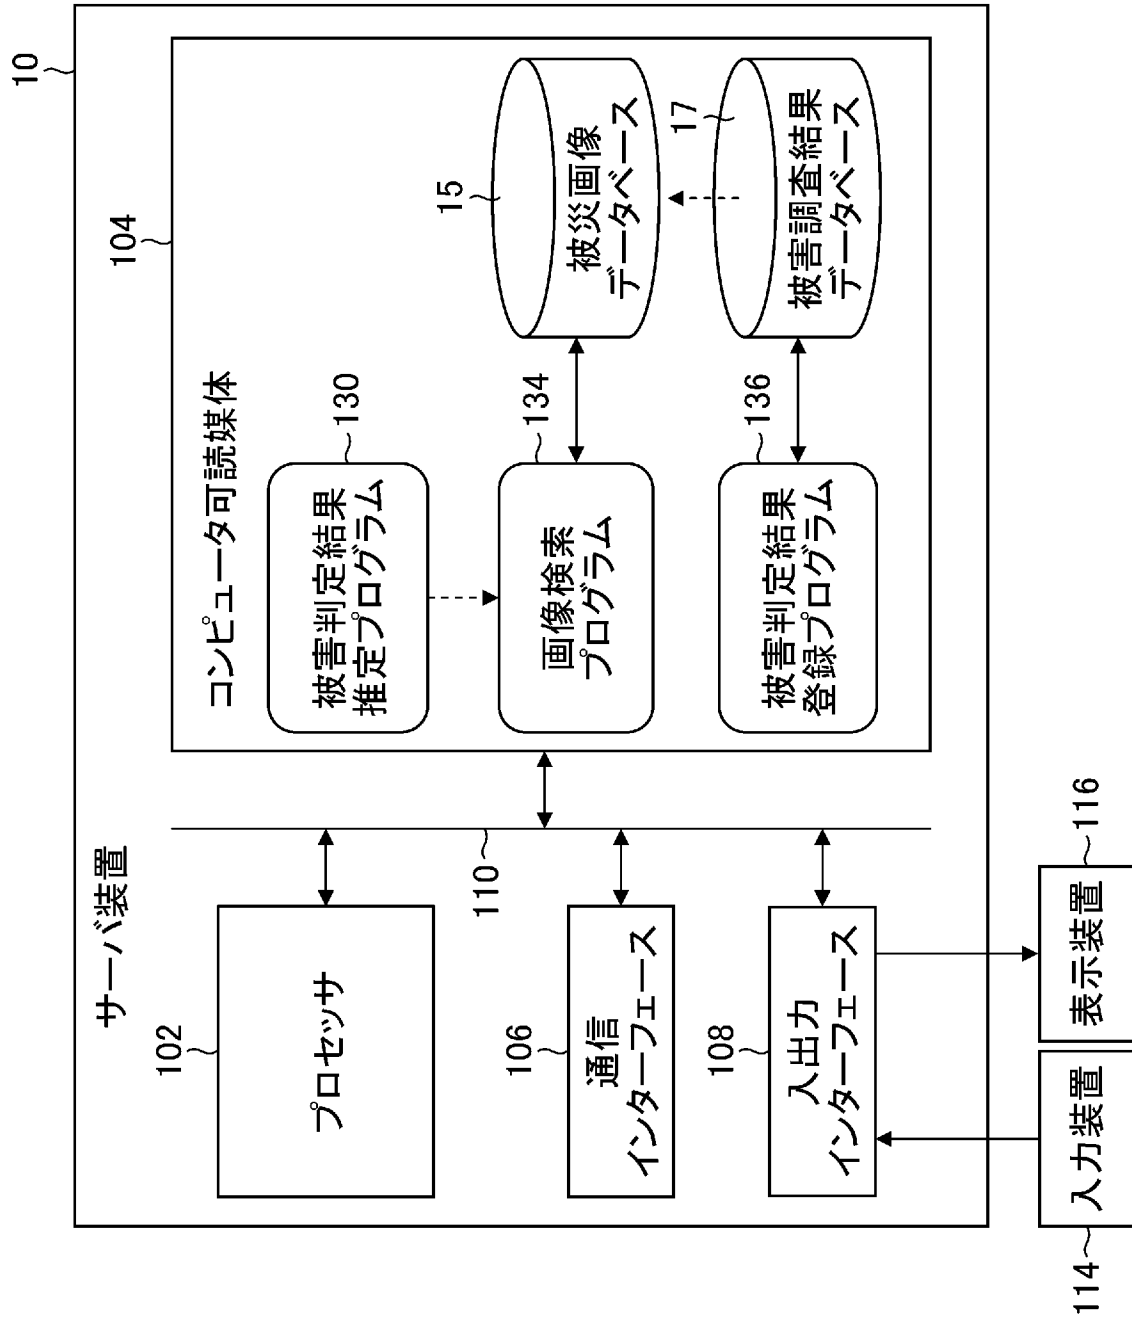 10
サーバ装置
104
コンピュータ可読媒体
102
プロセッサ
130
被害判定結果
推定プログラム
15
被災画像
データベース
106
通信
インターフェース
110
134
画像検索
プログラム
17
被害調査結果
データベース
108
入出力
インターフェース
136
被害判定結果
登録プログラム
114
入力装置
116
表示装置